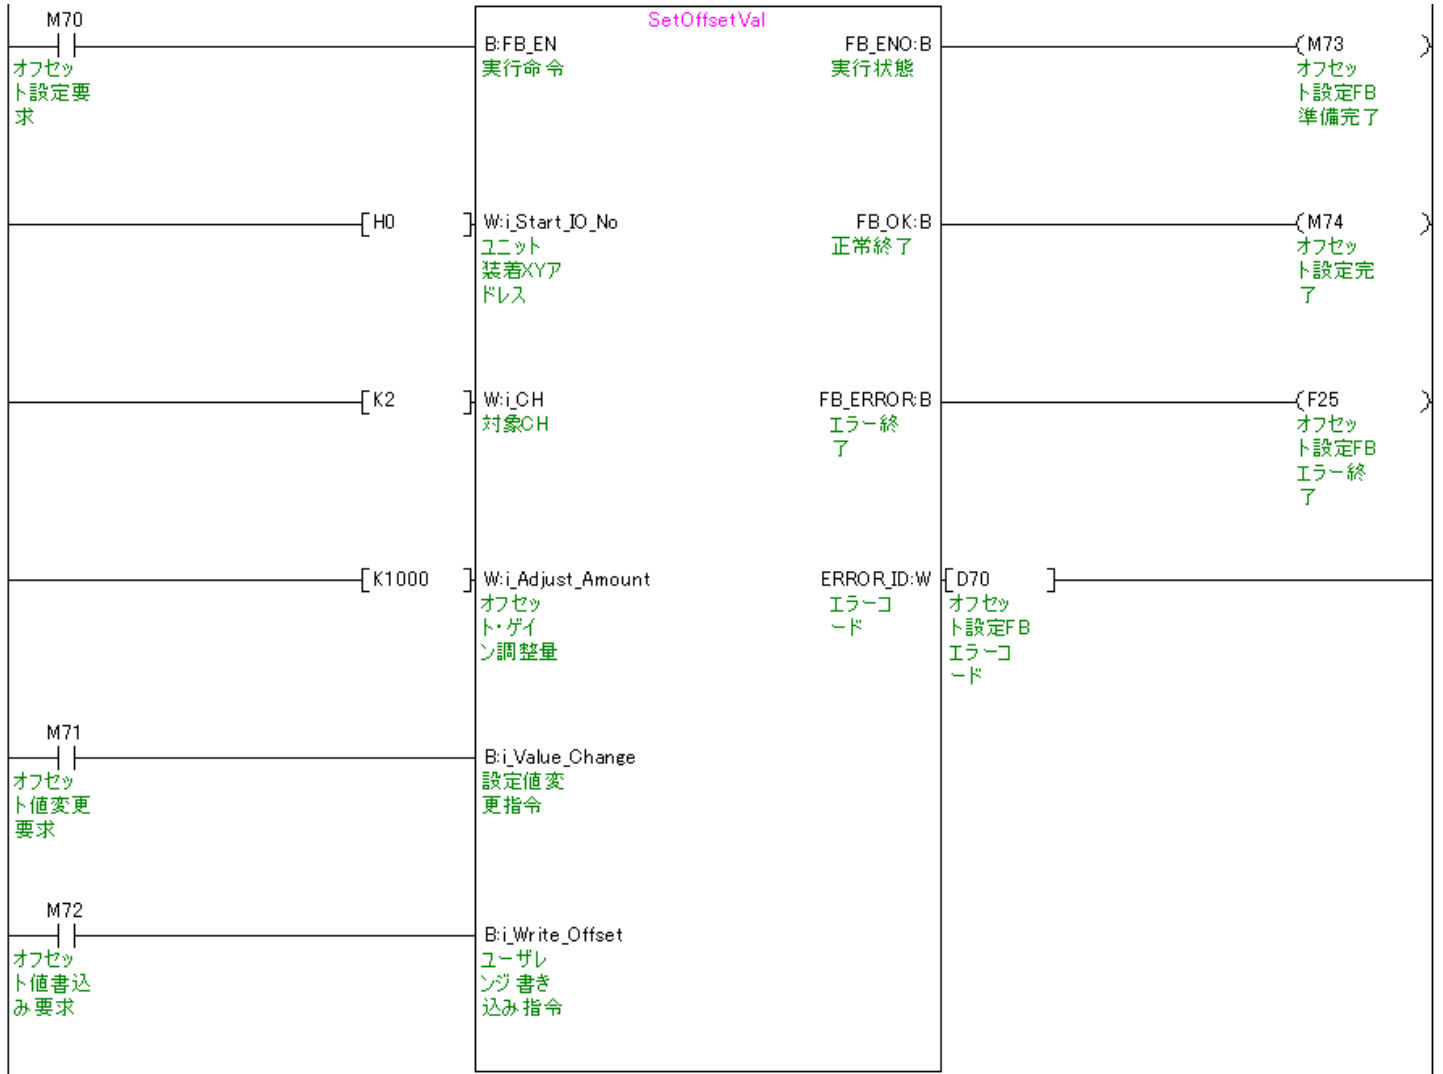 SetOffsetVal
M70
オフセッ
ト設定要
求
B:FB_EN
実行命令
FB_ENO:B
実行状態
M73
オフセッ
ト設定FB
準備完了
H0
W:i_Start_IO_No
ユニット
装着XYア
ドレス
FB_OK:B
正常終了
M74
オフセッ
ト設定完
了
K2
W:i_CH
対象CH
FB_ERROR:B
エラー終
了
F25
オフセッ
ト設定FB
エラー終
了
K1000
W:i_Adjust_Amount
オフセッ
ト・ゲイ
ン調整量
ERROR_ID:W
エラーコ
ード
D70
オフセッ
ト設定FB
エラーコ
ード
M71
オフセッ
ト値変更
要求
B:i_Value_Change
設定値変
更指令
M72
オフセッ
ト値書込
み要求
B:i_Write_Offset
ユーザレ
ンジ書き
込み指令